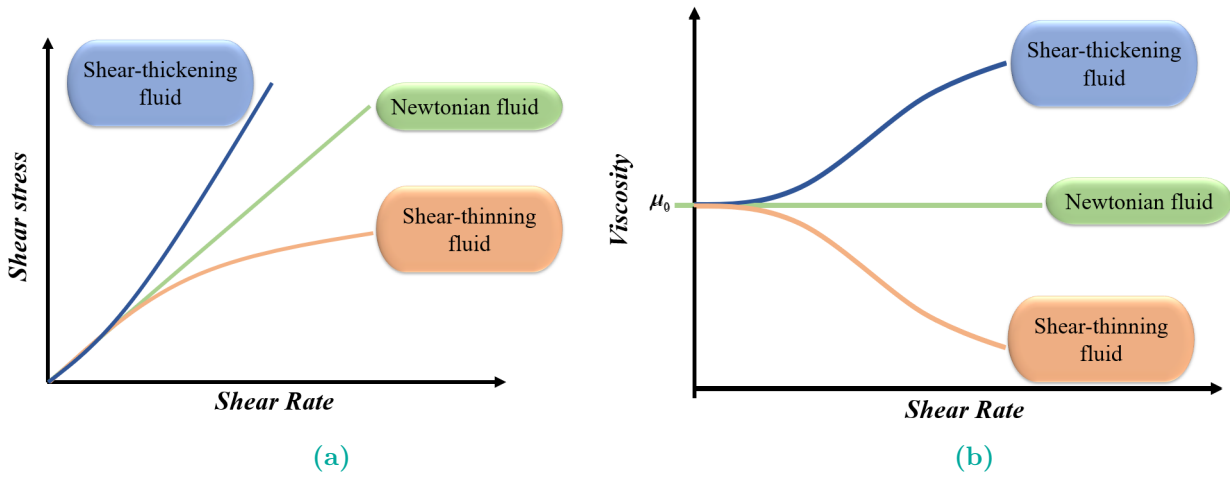 Shear stress
Shear-thickening
fluid
Newtonian fluid
Shear-thinning
fluid
Shear Rate
(a)
Viscosity
μ₀
Shear-thickening
fluid
Newtonian fluid
Shear-thinning
fluid
Shear Rate
(b)